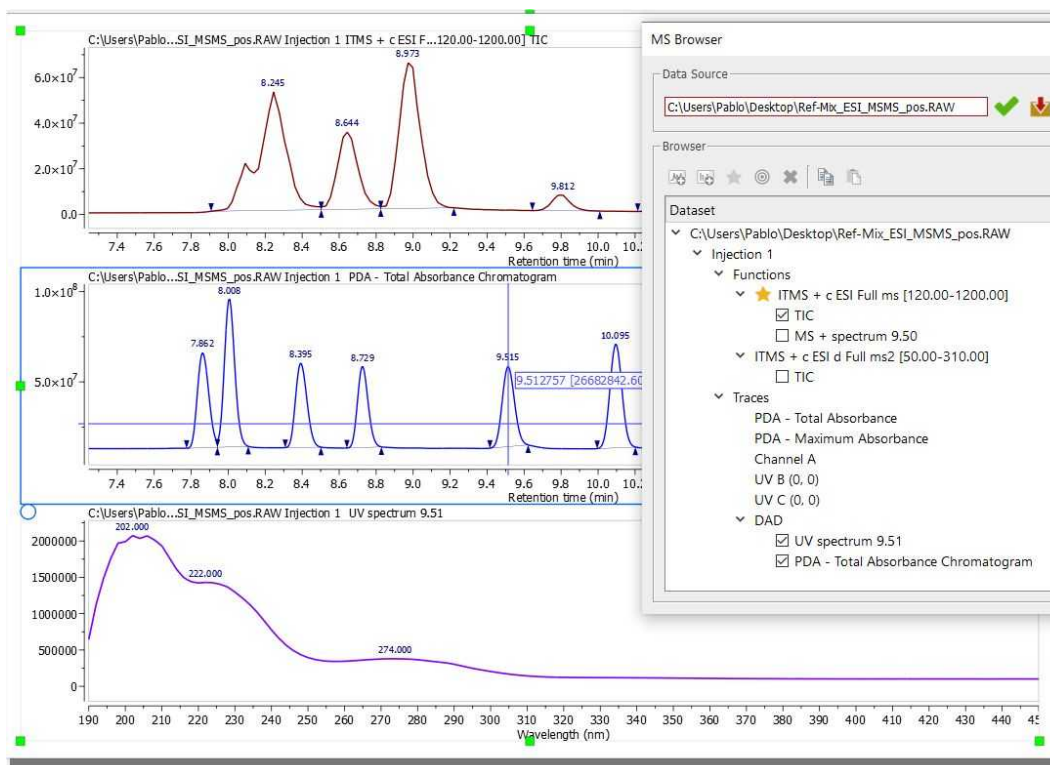 C:\Users\Pablo...SI_MSMS_pos.RAW Injection 1 ITMS + c ESI F...120.00-1200.00] TIC
6.0×10⁷
4.0×10⁷
2.0×10⁷
0.0
8.245
8.644
8.973
9.812
7.4 7.6 7.8 8.0 8.2 8.4 8.6 8.8 9.0 9.2 9.4 9.6 9.8 10.0 10.2
Retention time (min)
C:\Users\Pablo...SI_MSMS_pos.RAW Injection 1 PDA - Total Absorbance Chromatogram
1.0×10⁸
5.0×10⁷
7.862
8.008
8.395
8.729
9.515
10.095
9.512757 [26682842.60
7.4 7.6 7.8 8.0 8.2 8.4 8.6 8.8 9.0 9.2 9.4 9.6 9.8 10.0 10.2
Retention time (min)
C:\Users\Pablo...SI_MSMS_pos.RAW Injection 1 UV spectrum 9.51
2000000
1500000
1000000
500000
0
202.000
222.000
274.000
190 200 210 220 230 240 250 260 270 280 290 300 310 320 330 340 350 360 370 380 390 400 410 420 430 440 45
Wavelength (nm)
MS Browser
Data Source
C:\Users\Pablo\Desktop\Ref-Mix_ESI_MSMS_pos.RAW
Browser
Dataset
C:\Users\Pablo\Desktop\Ref-Mix_ESI_MSMS_pos.RAW
Injection 1
Functions
ITMS + c ESI Full ms [120.00-1200.00]
TIC
MS + spectrum 9.50
ITMS + c ESI d Full ms2 [50.00-310.00]
TIC
Traces
PDA - Total Absorbance
PDA - Maximum Absorbance
Channel A
UV B (0, 0)
UV C (0, 0)
DAD
UV spectrum 9.51
PDA - Total Absorbance Chromatogram